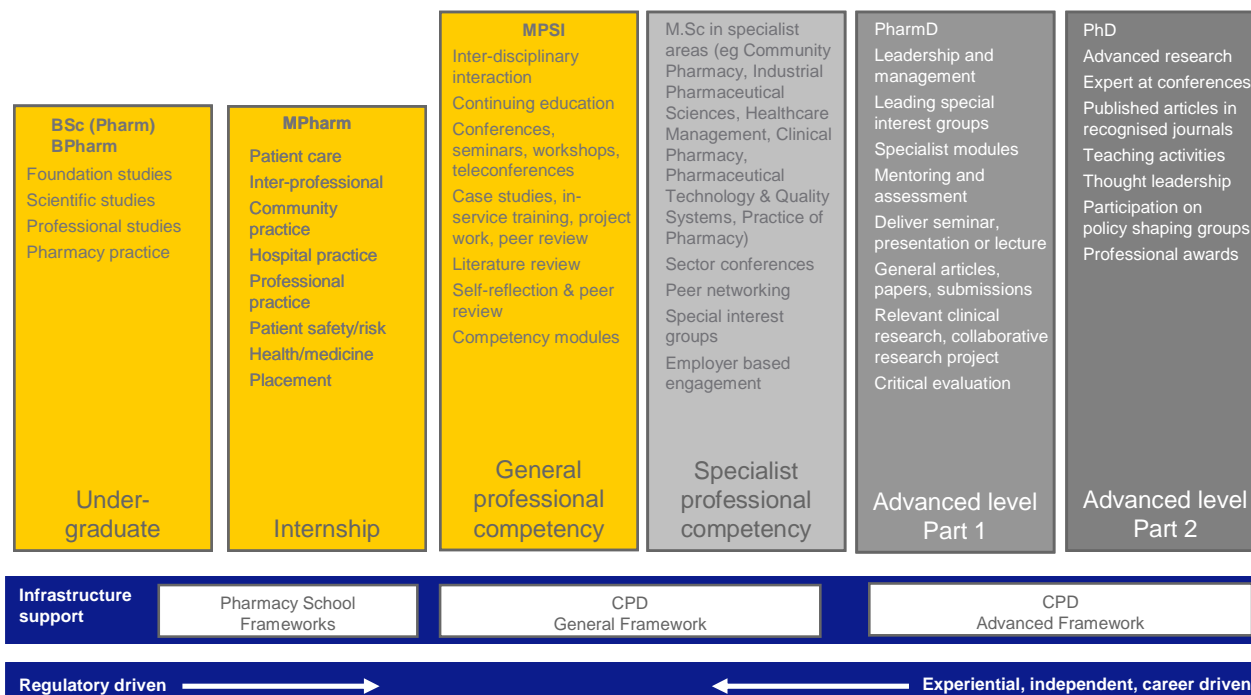 BSc (Pharm)
BPharm
Foundation studies
Scientific studies
Professional studies
Pharmacy practice
Under-
graduate
MPharm
Patient care
Inter-professional
Community
practice
Hospital practice
Professional
practice
Patient safety/risk
Health/medicine
Placement
Internship
MPSI
Inter-disciplinary
interaction
Continuing education
Conferences,
seminars, workshops,
teleconferences
Case studies, in-
service training, project
work, peer review
Literature review
Self-reflection & peer
review
Competency modules
General
professional
competency
M.Sc in specialist
areas (eg Community
Pharmacy, Industrial
Pharmaceutical
Sciences, Healthcare
Management, Clinical
Pharmacy,
Pharmaceutical
Technology & Quality
Systems, Practice of
Pharmacy)
Sector conferences
Peer networking
Special interest
groups
Employer based
engagement
Specialist
professional
competency
PharmD
Leadership and
management
Leading special
interest groups
Specialist modules
Mentoring and
assessment
Deliver seminar,
presentation or lecture
General articles,
papers, submissions
Relevant clinical
research, collaborative
research project
Critical evaluation
Advanced level
Part 1
PhD
Advanced research
Expert at conferences
Published articles in
recognised journals
Teaching activities
Thought leadership
Participation on
policy shaping groups
Professional awards
Advanced level
Part 2
Infrastructure
support
Pharmacy School
Frameworks
CPD
General Framework
CPD
Advanced Framework
Regulatory driven
Experiential, independent, career driven